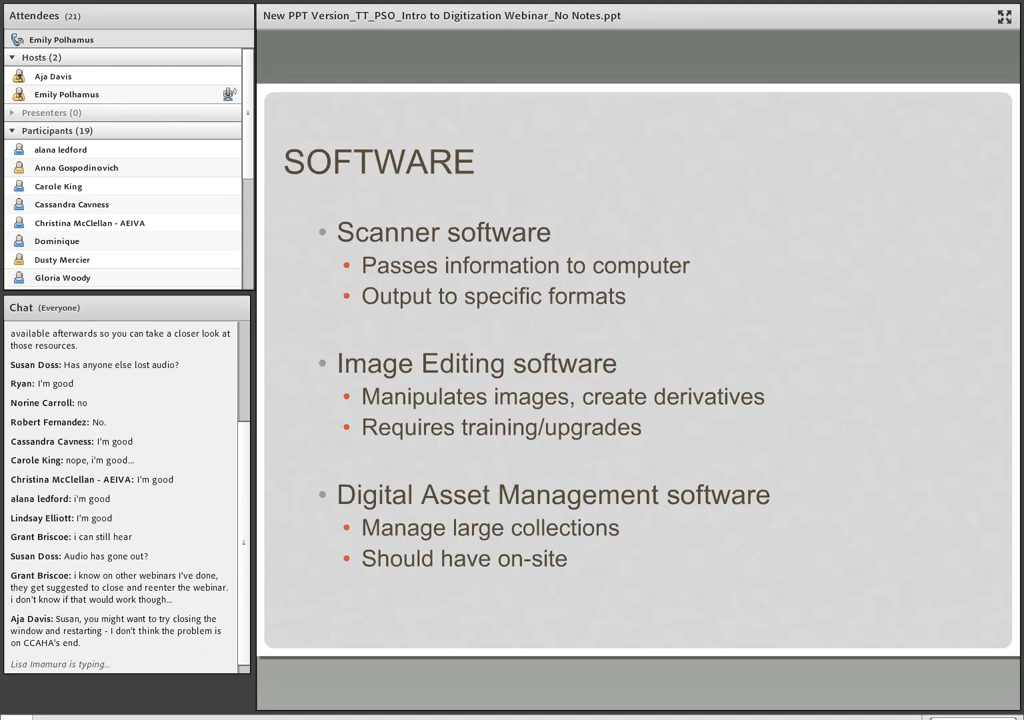 Attendees (21)
Emily Polhamus
Hosts (2)
Aja Davis
Emily Polhamus
Presenters (0)
Participants (19)
alana ledford
Anna Gospodinovich
Carole King
Cassandra Cavness
Christina McClellan - AEIVA
Dominique
Dusty Mercier
Gloria Woody
Chat (Everyone)
available afterwards so you can take a closer look at
those resources.
Susan Doss: Has anyone else lost audio?
Ryan: I'm good
Norine Carroll: no
Robert Fernandez: No.
Cassandra Cavness: I'm good
Carole King: nope, i'm good...
Christina McClellan - AEIVA: I'm good
alana ledford: i'm good
Lindsay Elliott: I'm good
Grant Briscoe: i can still hear
Susan Doss: Audio has gone out?
Grant Briscoe: i know on other webinars I've done,
they get suggested to close and reenter the webinar.
i don't know if that would work though...
Aja Davis: Susan, you might want to try closing the
window and restarting - I don't think the problem is
on CCAHA's end.
Lisa Imamura is typing...
New PPT Version_TT_PSO_Intro to Digitization Webinar_No Notes.ppt
SOFTWARE
• Scanner software
• Passes information to computer
• Output to specific formats
• Image Editing software
• Manipulates images, create derivatives
• Requires training/upgrades
• Digital Asset Management software
• Manage large collections
• Should have on-site